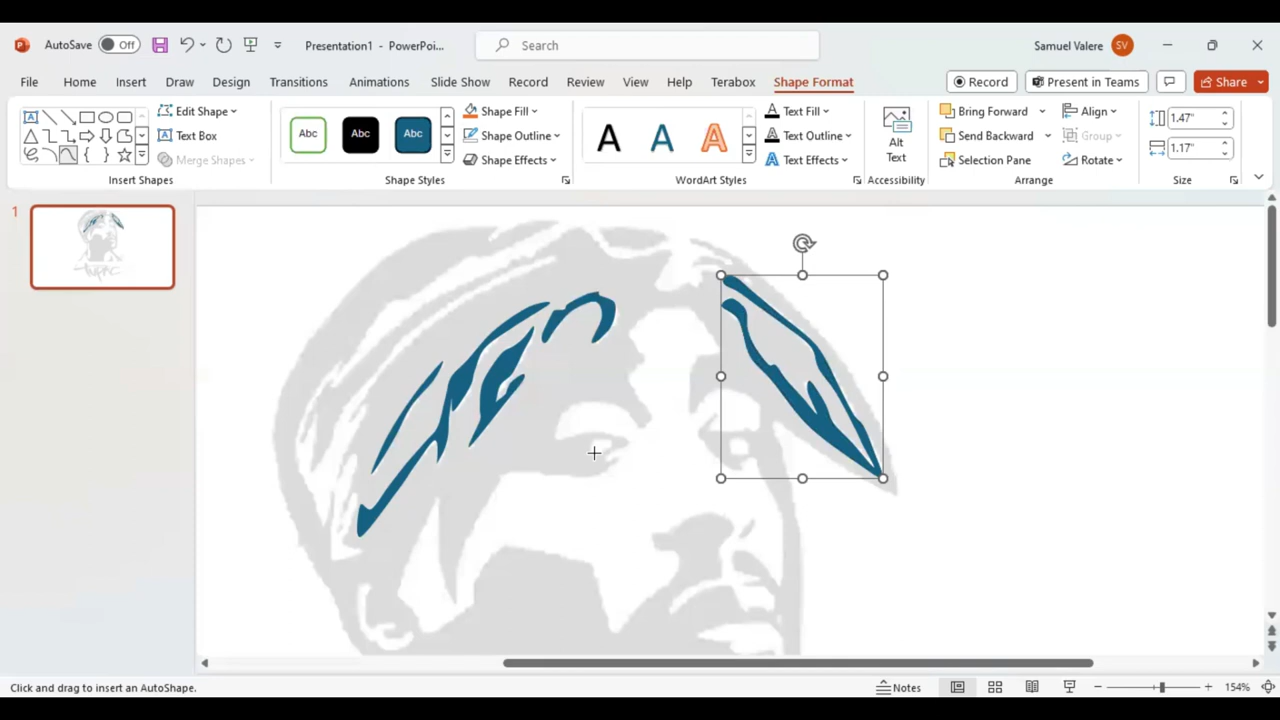 AutoSave Off Presentation1 - PowerPoi... Search Samuel Valere SV
File Home Insert Draw Design Transitions Animations Slide Show Record Review View Help Terabox Shape Format Record Present in Teams Share
Edit Shape Text Box Merge Shapes Insert Shapes
Abc Abc Abc Shape Styles
Shape Fill Shape Outline Shape Effects
A A A WordArt Styles
Text Fill Text Outline Text Effects
Alt Text Accessibility
Bring Forward Send Backward Selection Pane Align Group Rotate Arrange
1.47" 1.17" Size
1
Click and drag to insert an AutoShape. Notes 154%